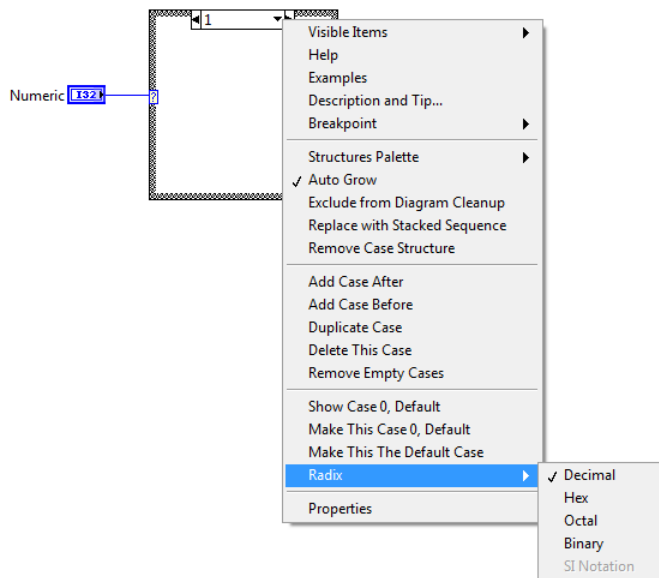 1
Visible Items
Help
Numeric I32
Examples
Description and Tip...
Breakpoint
?
Structures Palette
Auto Grow
Exclude from Diagram Cleanup
Replace with Stacked Sequence
Remove Case Structure
Add Case After
Add Case Before
Duplicate Case
Delete This Case
Remove Empty Cases
Show Case 0, Default
Make This Case 0, Default
Make This The Default Case
Radix
Properties
Decimal
Hex
Octal
Binary
SI Notation